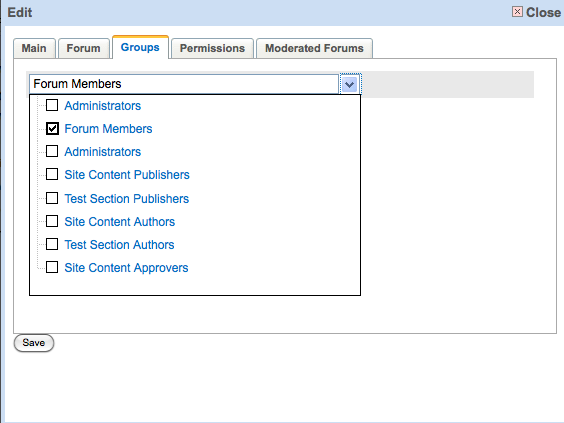 Edit
Close
Main Forum Groups Permissions Moderated Forums
Forum Members
Administrators
Forum Members
Administrators
Site Content Publishers
Test Section Publishers
Site Content Authors
Test Section Authors
Site Content Approvers
Save